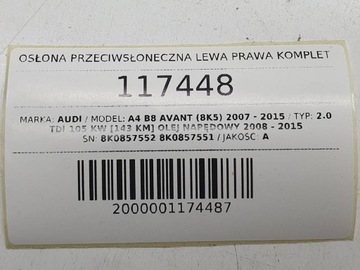 OSŁONA PRZECIWSŁONECZNA LEWA PRAWA KOMPLET
117448
MARKA: AUDI / MODEL: A4 B8 AVANT (8K5) 2007 - 2015 / TYP: 2.0
TDI 105 KW [143 KM] OLEJ NAPĘDOWY 2008 - 2015
SN: 8K0857552 8K0857551 / JAKOŚĆ: A
2000001174487